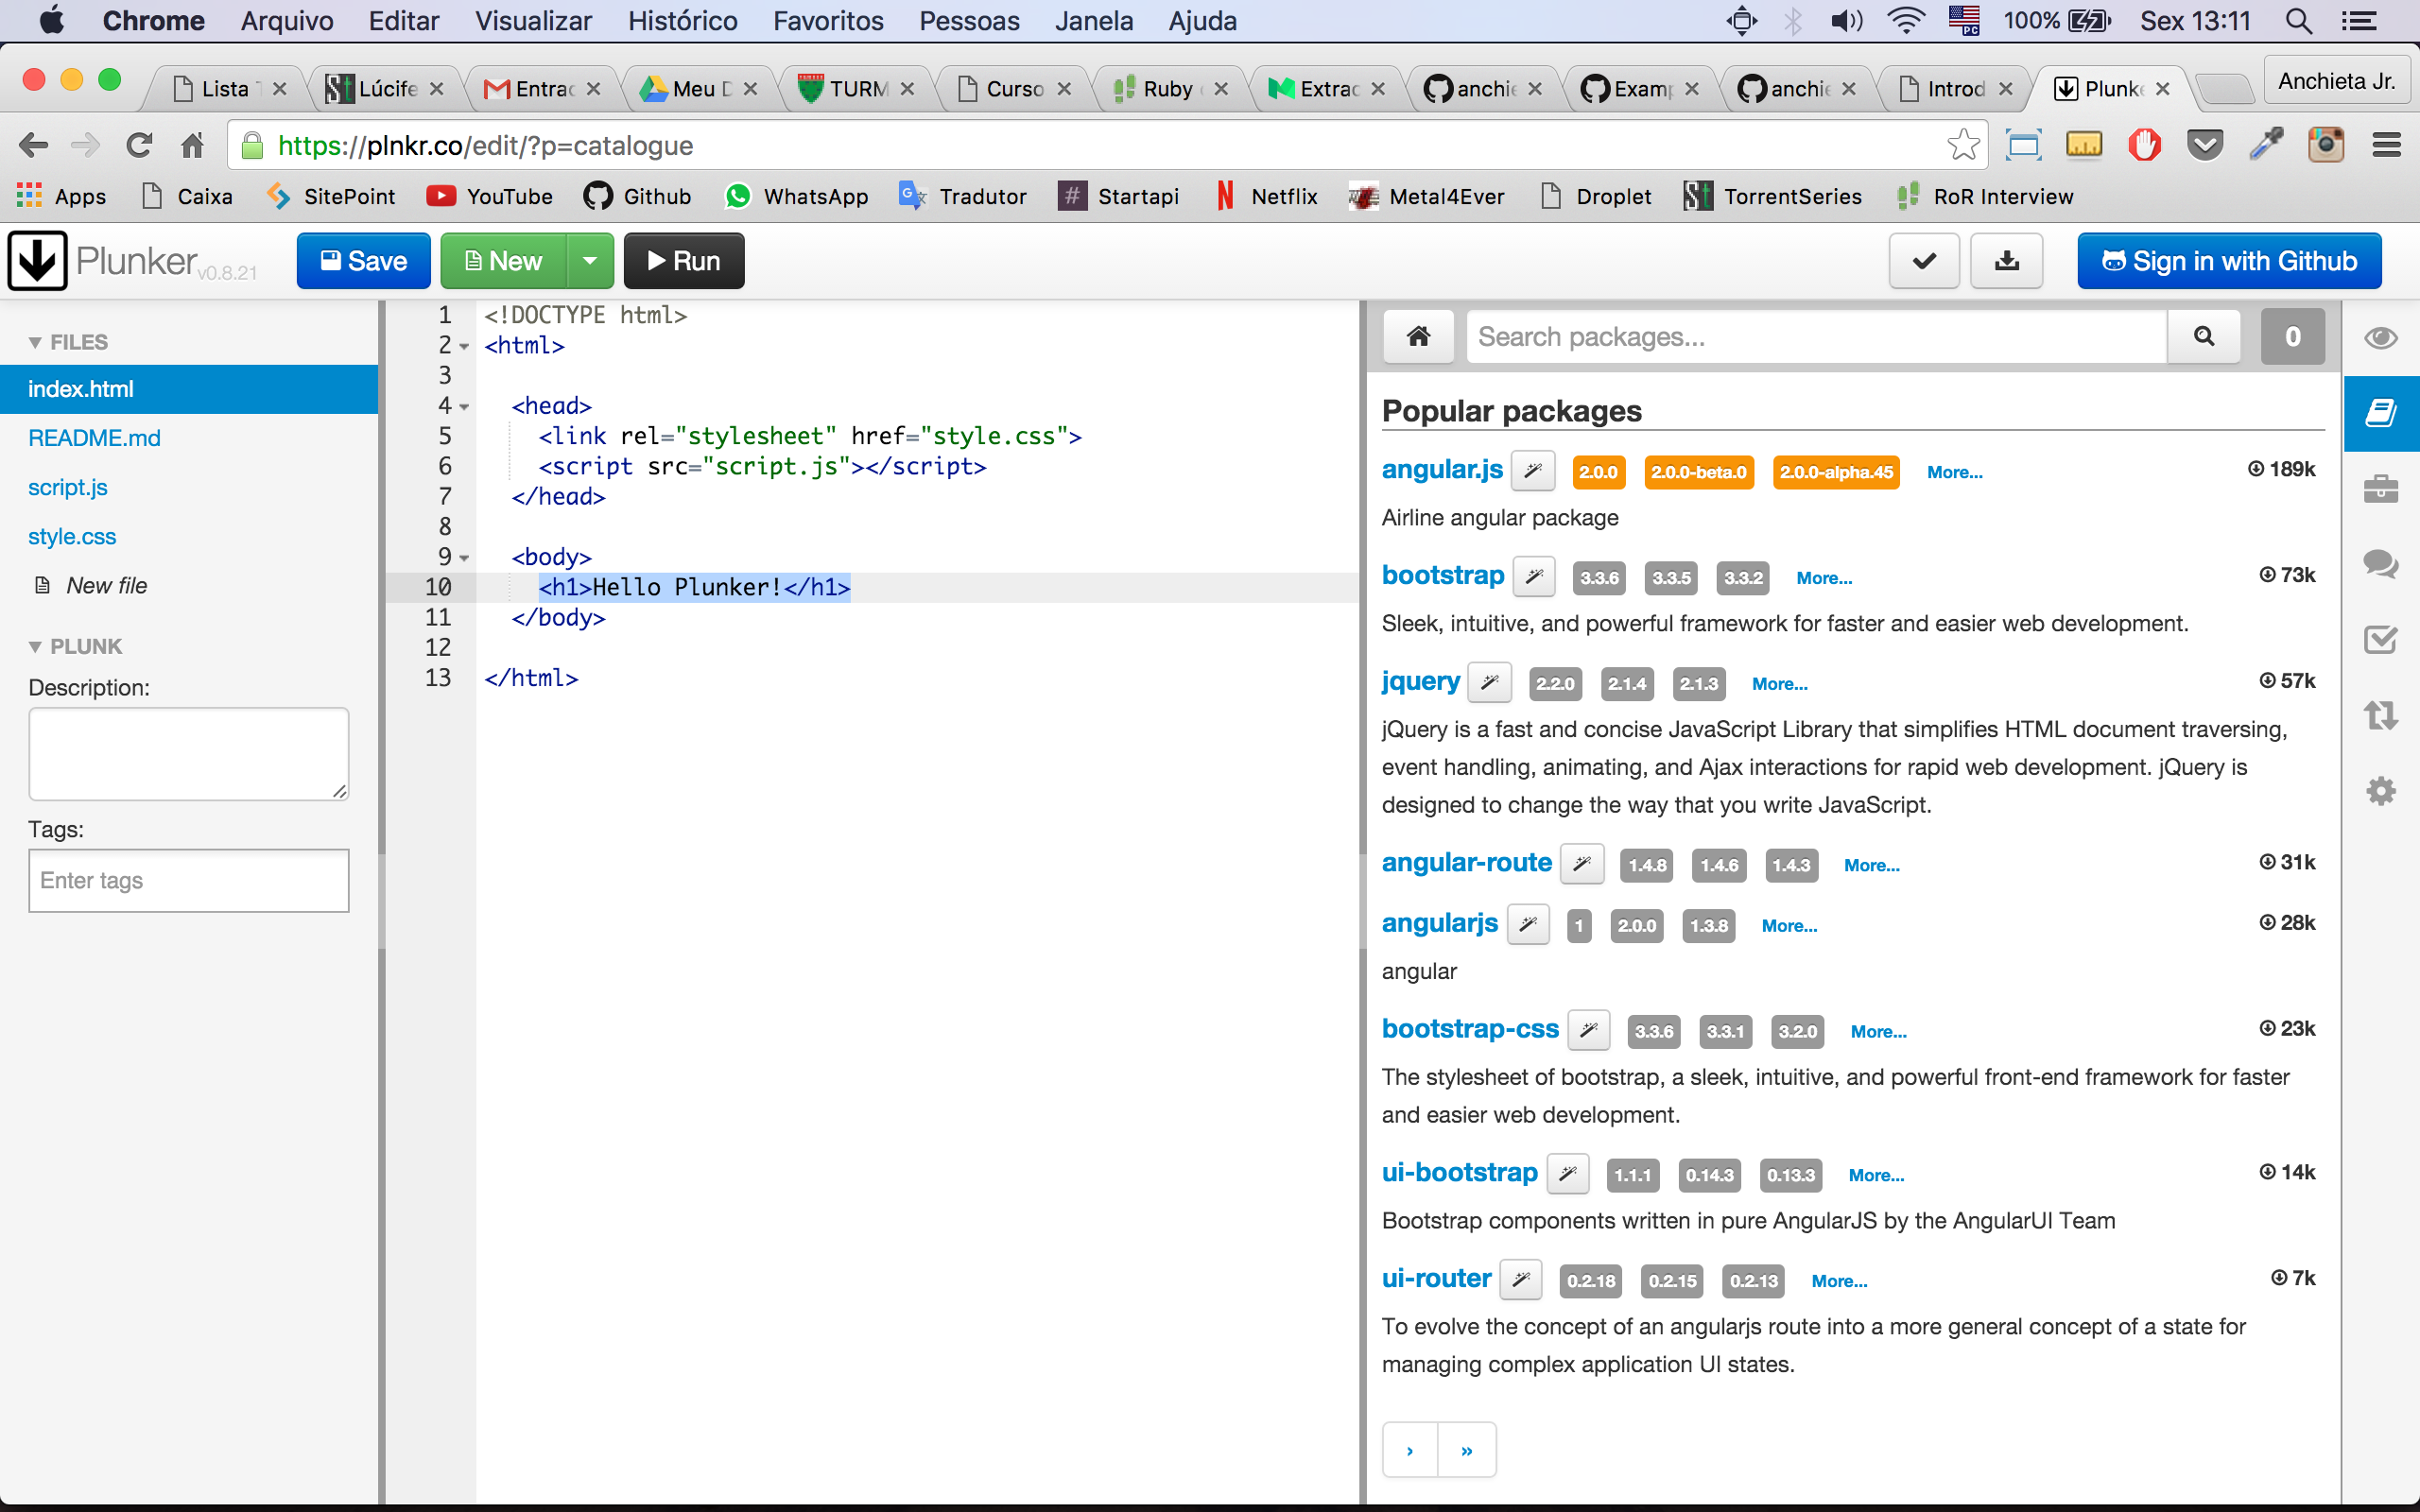 Chrome Arquivo Editar Visualizar Histórico Favoritos Pessoas Janela Ajuda PC 100% Sex 13:11
Lista Lúcife Entrac Meu D TURM Curso Ruby Extrac anchie Examp anchie Introd Plunke Anchieta Jr.
https://plnkr.co/edit/?p=catalogue
Apps Caixa SitePoint YouTube Github WhatsApp Tradutor # Startapi Netflix Metal4Ever Droplet TorrentSeries RoR Interview
Plunker v0.8.21 Save New Run Sign in with Github
FILES
index.html
README.md
script.js
style.css
New file
PLUNK
Description:
Tags:
Enter tags
1 <!DOCTYPE html>
2 <html>
3
4 <head>
5 <link rel="stylesheet" href="style.css">
6 <script src="script.js"></script>
7 </head>
8
9 <body>
10 <h1>Hello Plunker!</h1>
11 </body>
12
13 </html>
Search packages... 0
Popular packages
angular.js 2.0.0 2.0.0-beta.0 2.0.0-alpha.45 More... 189k
Airline angular package
bootstrap 3.3.6 3.3.5 3.3.2 More... 73k
Sleek, intuitive, and powerful framework for faster and easier web development.
jquery 2.2.0 2.1.4 2.1.3 More... 57k
jQuery is a fast and concise JavaScript Library that simplifies HTML document traversing,
event handling, animating, and Ajax interactions for rapid web development. jQuery is
designed to change the way that you write JavaScript.
angular-route 1.4.8 1.4.6 1.4.3 More... 31k
angularjs 1 2.0.0 1.3.8 More... 28k
angular
bootstrap-css 3.3.6 3.3.1 3.2.0 More... 23k
The stylesheet of bootstrap, a sleek, intuitive, and powerful front-end framework for faster
and easier web development.
ui-bootstrap 1.1.1 0.14.3 0.13.3 More... 14k
Bootstrap components written in pure AngularJS by the AngularUI Team
ui-router 0.2.18 0.2.15 0.2.13 More... 7k
To evolve the concept of an angularjs route into a more general concept of a state for
managing complex application UI states.
› »